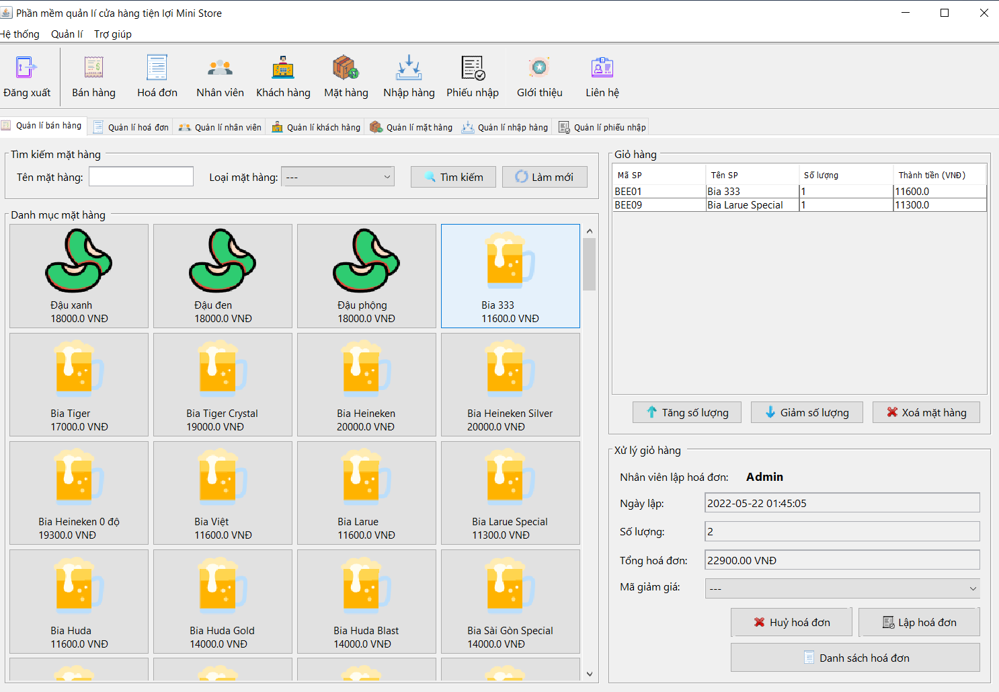 Phần mềm quản lí cửa hàng tiện lợi Mini Store
Hệ thống Quản lí Trợ giúp
Đăng xuất Bán hàng Hoá đơn Nhân viên Khách hàng Mặt hàng Nhập hàng Phiếu nhập Giới thiệu Liên hệ
Quản lí bán hàng Quản lí hoá đơn Quản lí nhân viên Quản lí khách hàng Quản lí mặt hàng Quản lí nhập hàng Quản lí phiếu nhập
Tìm kiếm mặt hàng
Tên mặt hàng: Loại mặt hàng: --- Tìm kiếm Làm mới
Danh mục mặt hàng
Đậu xanh Đậu đen Đậu phộng Bia 333
18000.0 VNĐ 18000.0 VNĐ 18000.0 VNĐ 11600.0 VNĐ
Bia Tiger Bia Tiger Crystal Bia Heineken Bia Heineken Silver
17000.0 VNĐ 19000.0 VNĐ 20000.0 VNĐ 20000.0 VNĐ
Bia Heineken 0 độ Bia Việt Bia Larue Bia Larue Special
19300.0 VNĐ 11600.0 VNĐ 11600.0 VNĐ 11300.0 VNĐ
Bia Huda Bia Huda Gold Bia Huda Blast Bia Sài Gòn Special
11600.0 VNĐ 14000.0 VNĐ 14000.0 VNĐ 14000.0 VNĐ
Giỏ hàng
Mã SP Tên SP Số lượng Thành tiền (VNĐ)
BEE01 Bia 333 1 11600.0
BEE09 Bia Larue Special 1 11300.0
Tăng số lượng Giảm số lượng Xoá mặt hàng
Xử lý giỏ hàng
Nhân viên lập hoá đơn: Admin
Ngày lập: 2022-05-22 01:45:05
Số lượng: 2
Tổng hoá đơn: 22900.00 VNĐ
Mã giảm giá: ---
Huỷ hoá đơn Lập hoá đơn
Danh sách hoá đơn